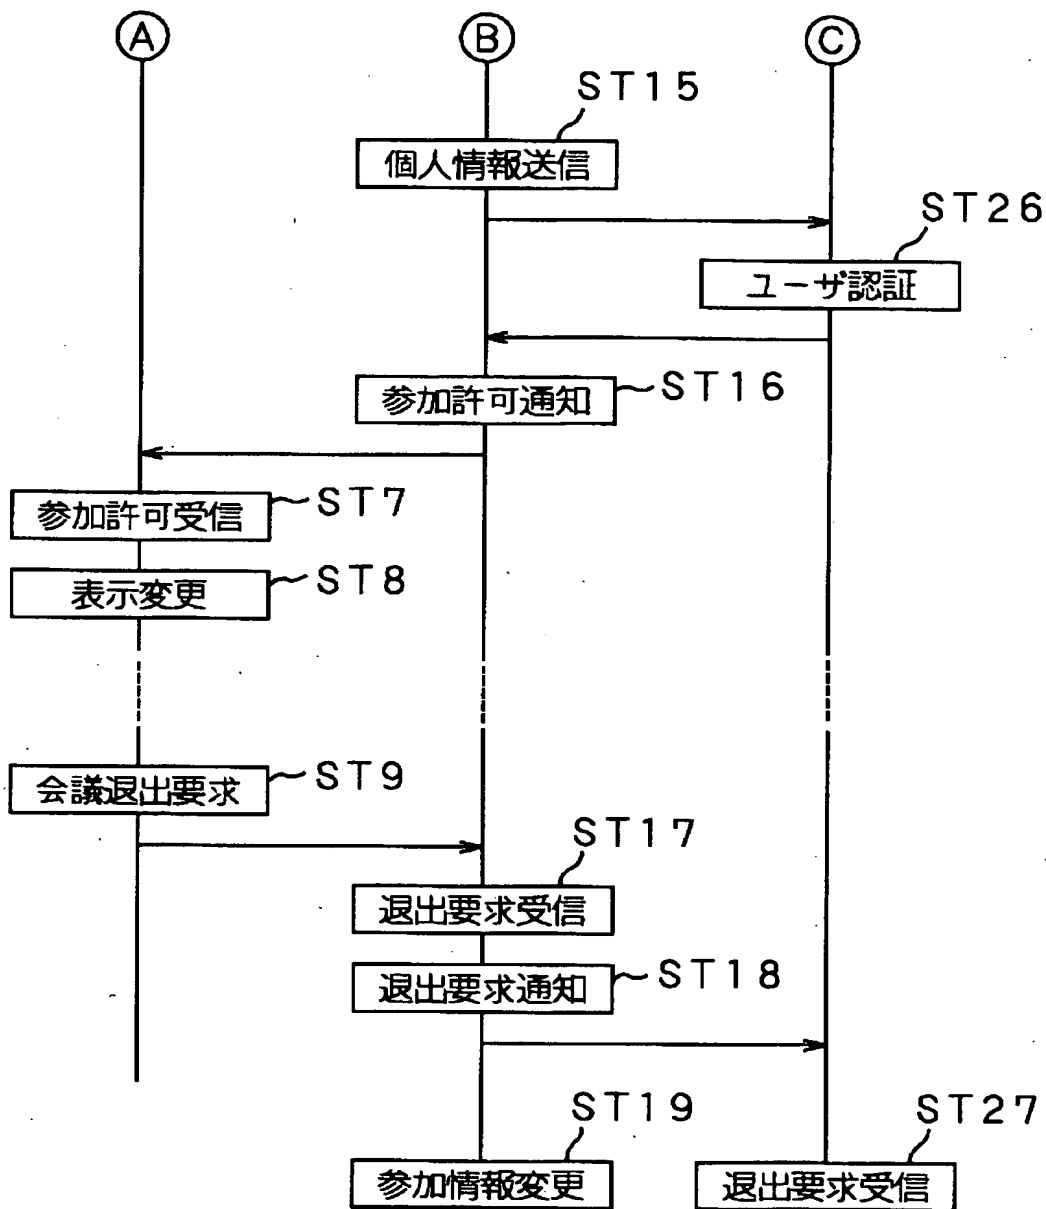 A B C
ST15
個人情報送信
ST26
ユーザ認証
参加許可通知 ST16
参加許可受信 ST7
表示変更 ST8
会議退出要求 ST9
ST17
退出要求受信
退出要求通知 ST18
ST19 ST27
参加情報変更 退出要求受信